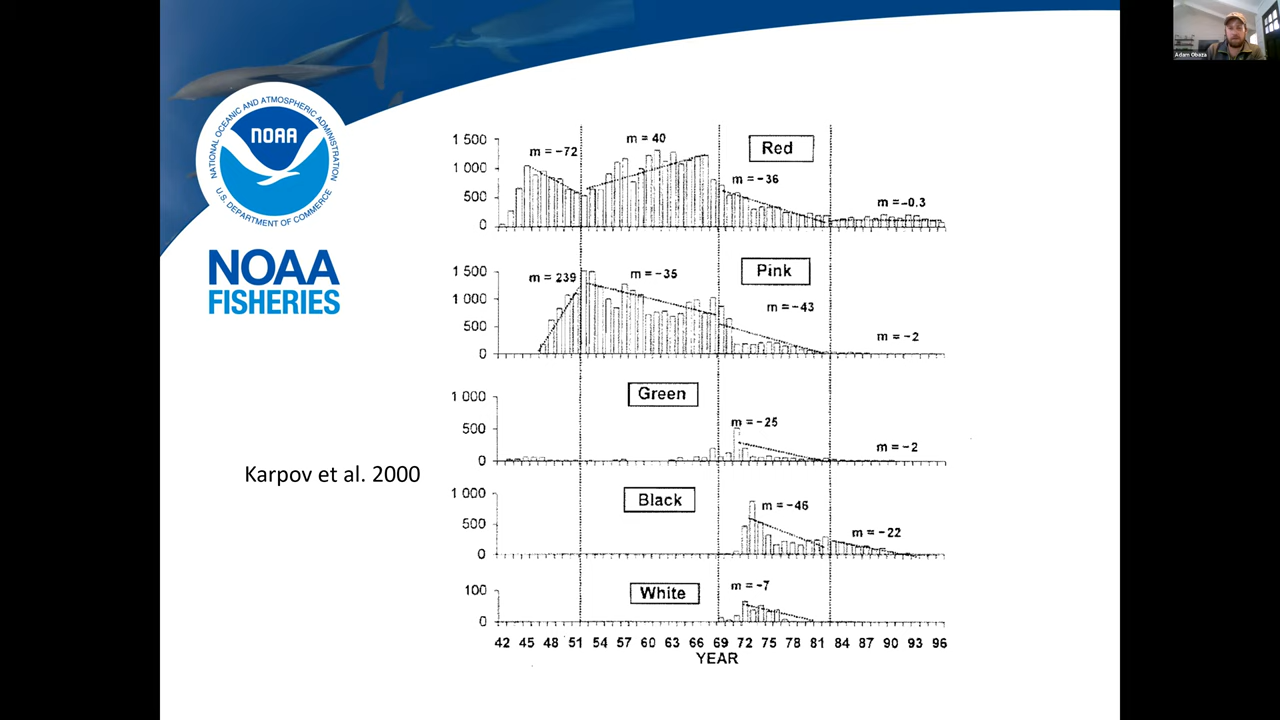 NATIONAL OCEANIC AND ATMOSPHERIC ADMINISTRATION
NOAA
U.S. DEPARTMENT OF COMMERCE
NOAA
FISHERIES
Karpov et al. 2000
Adam Obaza
Red
1 500
1 000
500
0
m = -72
m = 40
m = -36
m = -0.3
Pink
1 500
1 000
500
0
m = 239
m = -35
m = -43
m = -2
Green
1 000
500
0
m = -25
m = -2
Black
1 000
500
0
m = -46
m = -22
White
100
0
m = -7
42 45 48 51 54 57 60 63 66 69 72 75 78 81 84 87 90 93 96
YEAR